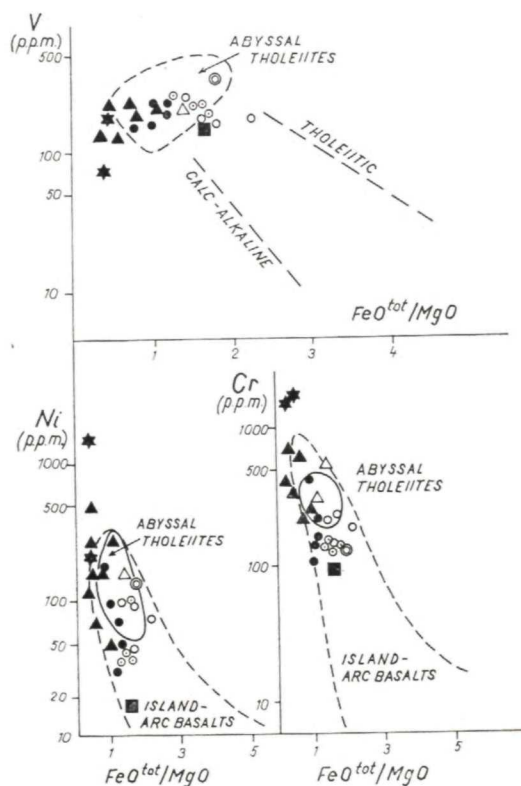 V
(p.p.m.)
500
100
50
10
ABYSSAL
THOLEIITES
THOLEIITIC
CALC-ALKALINE
FeOtot/MgO
1 2 3 4
Ni
(p.p.m.)
1000
500
100
50
20
10
ABYSSAL
THOLEIITES
ISLAND-
ARC BASALTS
1 3 5
FeOtot/MgO
Cr
(p.p.m.)
1000
500
100
10
ABYSSAL
THOLEIITES
ISLAND-
ARC BASALTS
1 3 5
FeOtot/MgO